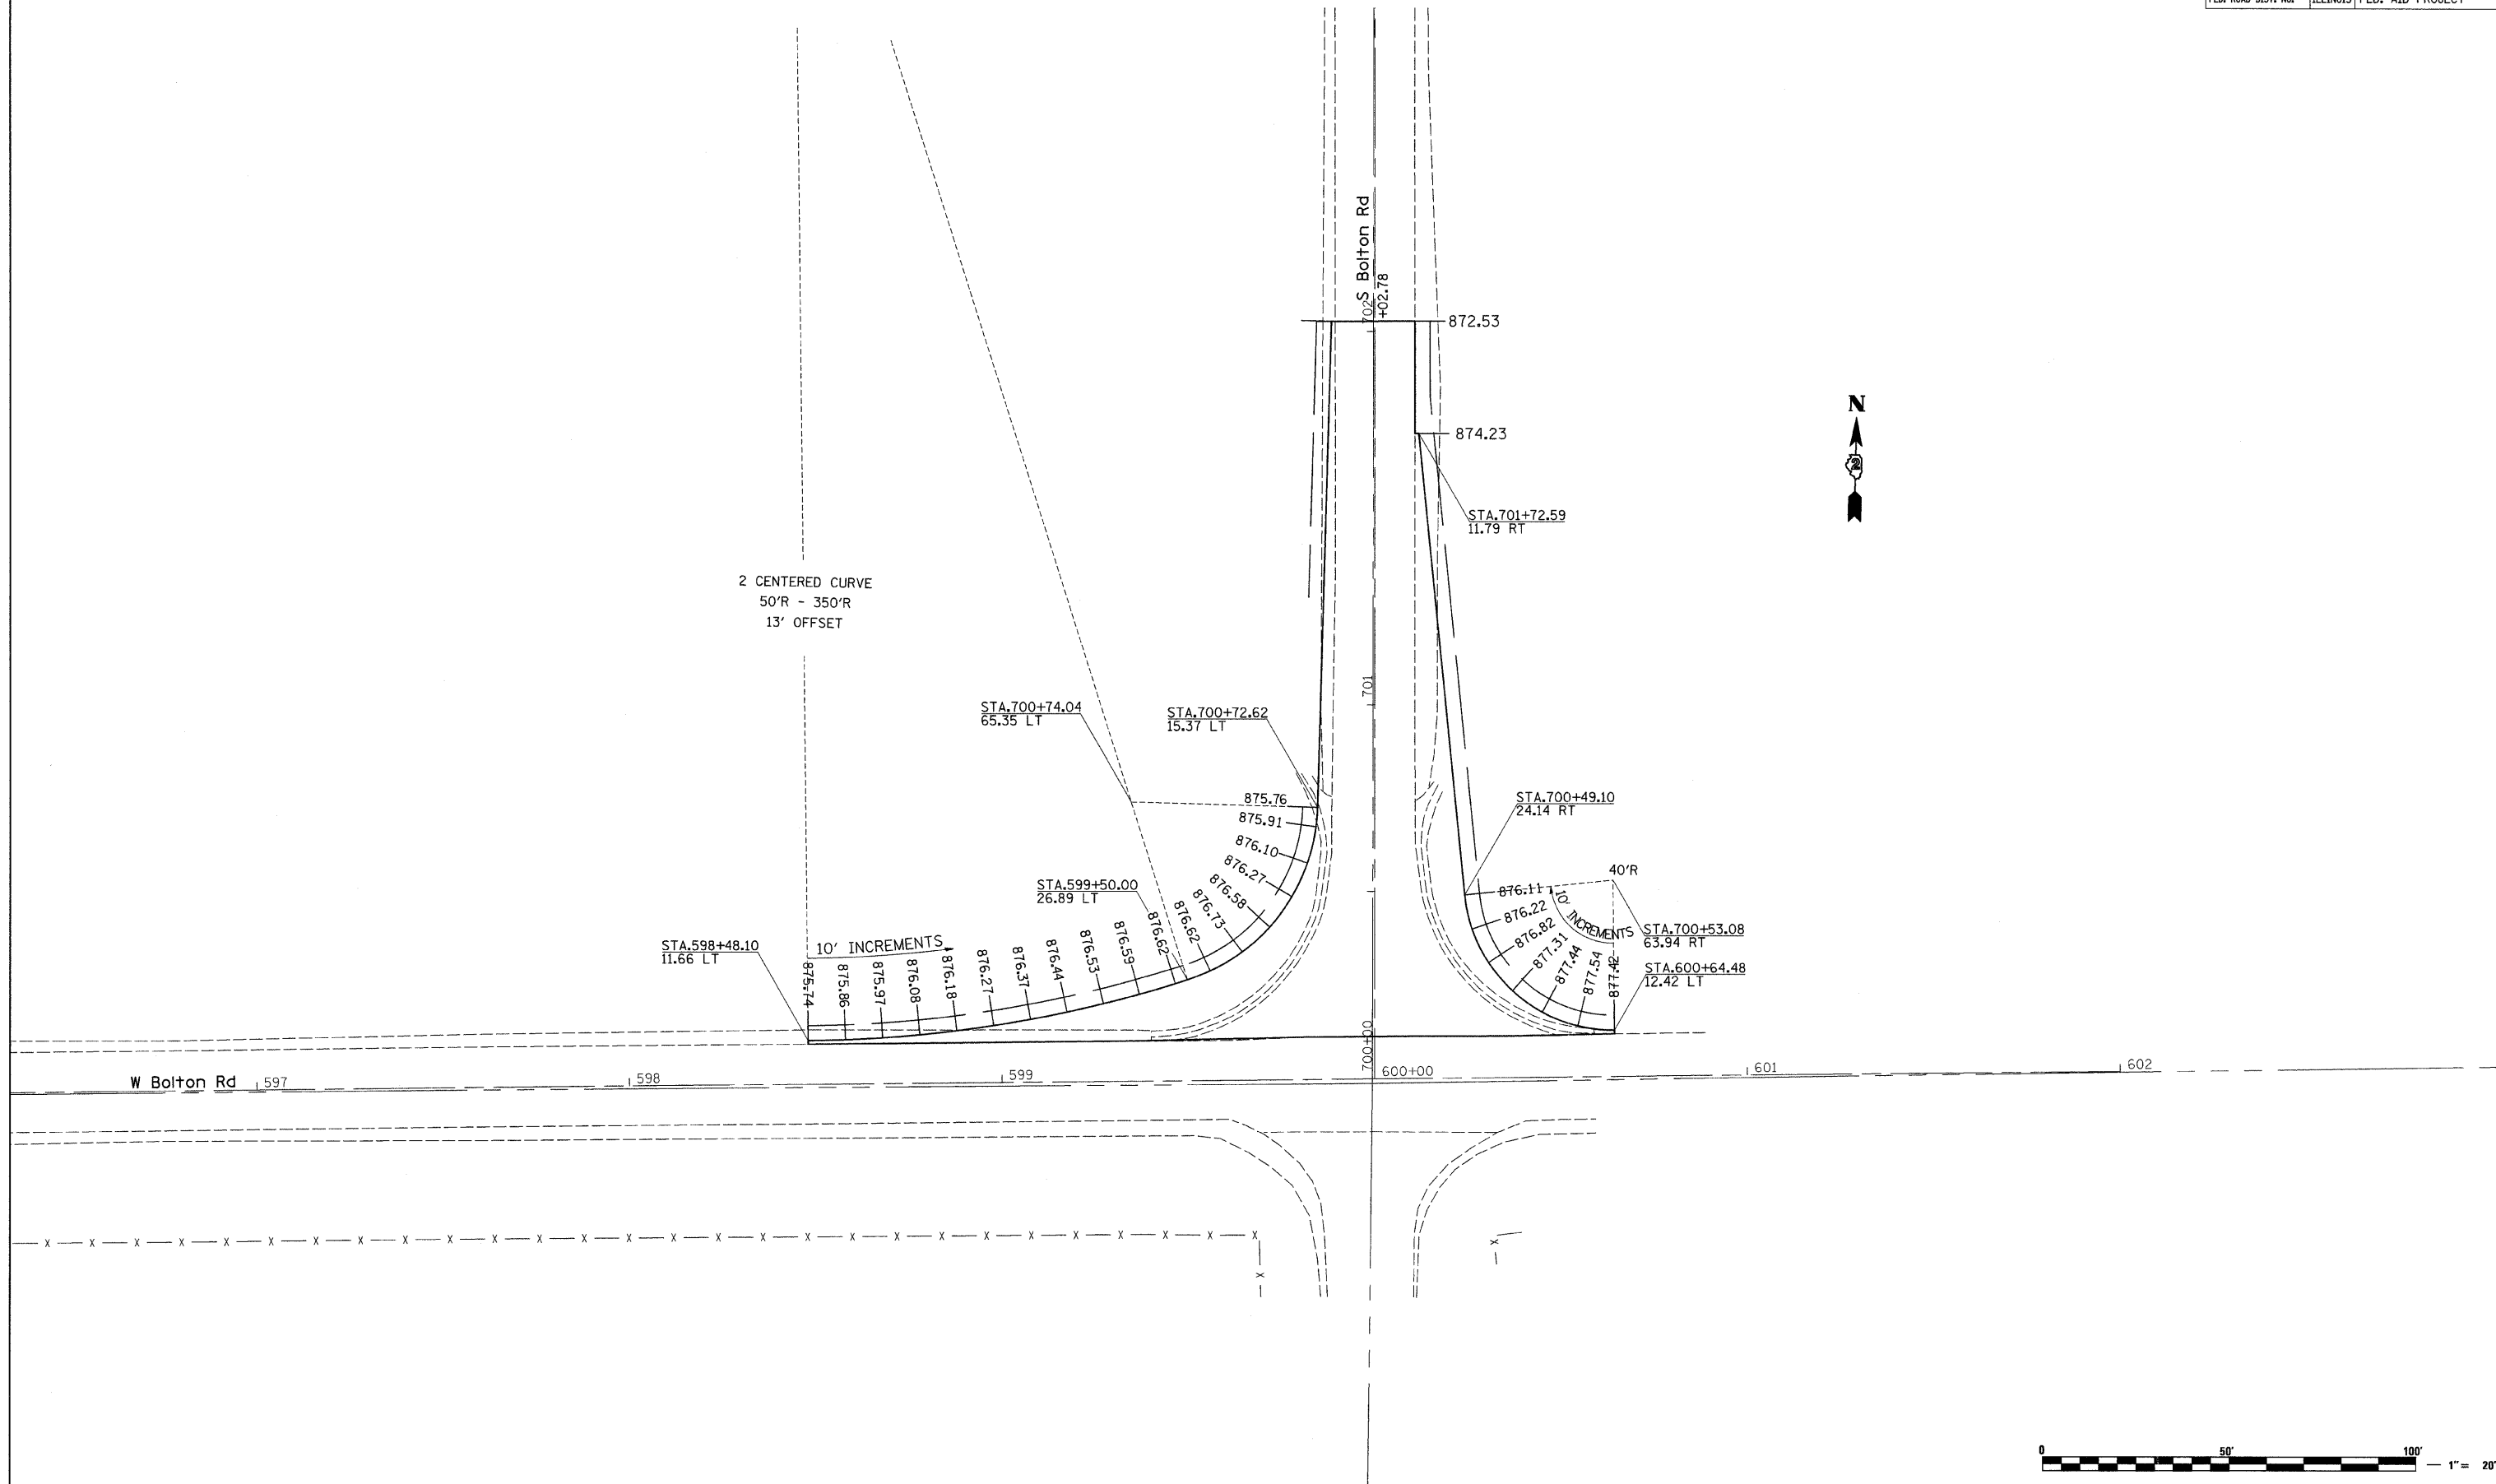 ILLINOIS FED. AID PROJECT
S Bolton Rd
702
+02.78
872.53
N
874.23
2
STA.701+72.59
11.79 RT
2 CENTERED CURVE
50'R - 350'R
13' OFFSET
701
STA.700+74.04
65.35 LT
STA.700+72.62
15.37 LT
875.76
875.91
876.10
876.27
876.58
876.73
876.62
STA.700+49.10
24.14 RT
40'R
876.11
876.22
876.82
877.31
877.44
877.54
877.42
10' INCREMENTS
STA.700+53.08
63.94 RT
STA.600+64.48
12.42 LT
STA.599+50.00
26.89 LT
STA.598+48.10
11.66 LT
10' INCREMENTS
875.74
875.86
875.97
876.08
876.18
876.27
876.37
876.44
876.53
876.59
876.62
700+00
W Bolton Rd
597
598
599
600+00
601
602
X X X X X X X X X X X X X X X X X X X X X X X X X X X X
X
X
0 50' 100'
1" = 20'